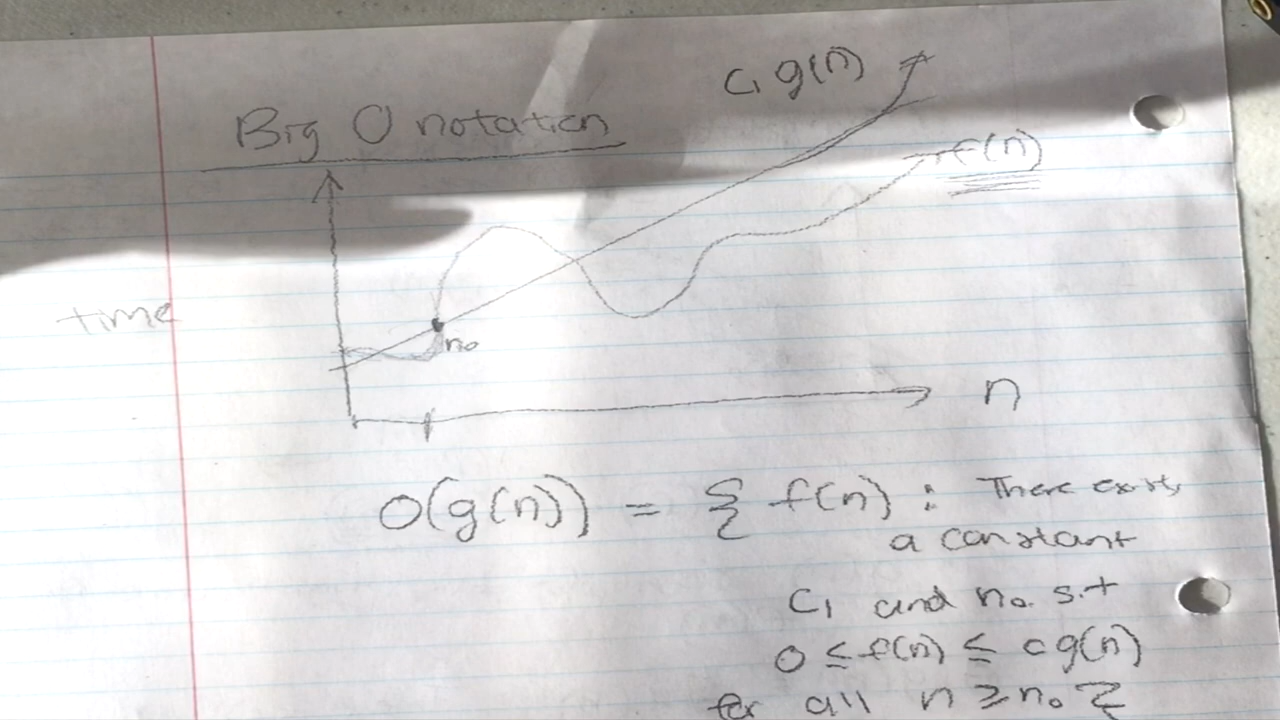 c₁ g(n)
Big O notation
f(n)
time
n₀
n
O(g(n)) = { f(n) : There exists
a constant
c₁ and n₀ s.t
0 ≤ f(n) ≤ c g(n)
for all n ≥ n₀ }